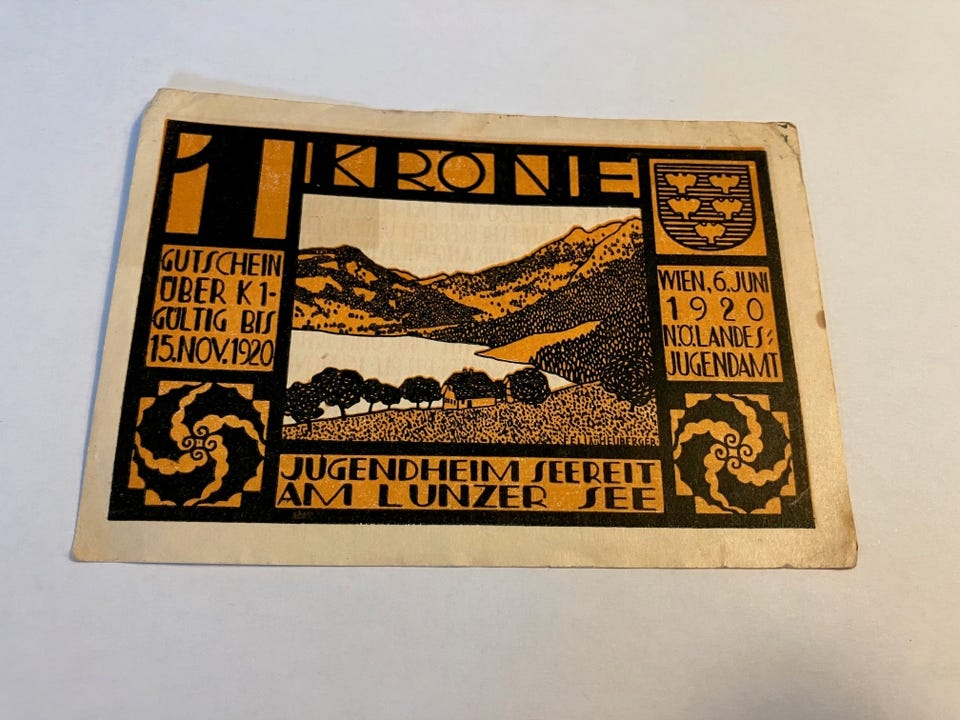 1 KRONE
GUTSCHEIN
ÜBER K 1-
GÜLTIG BIS
15. NOV. 1920
WIEN, 6. JUNI
1920
N.Ö. LANDES=
JUGENDAMT
JUGENDHEIM SEEREIT
AM LUNZER SEE